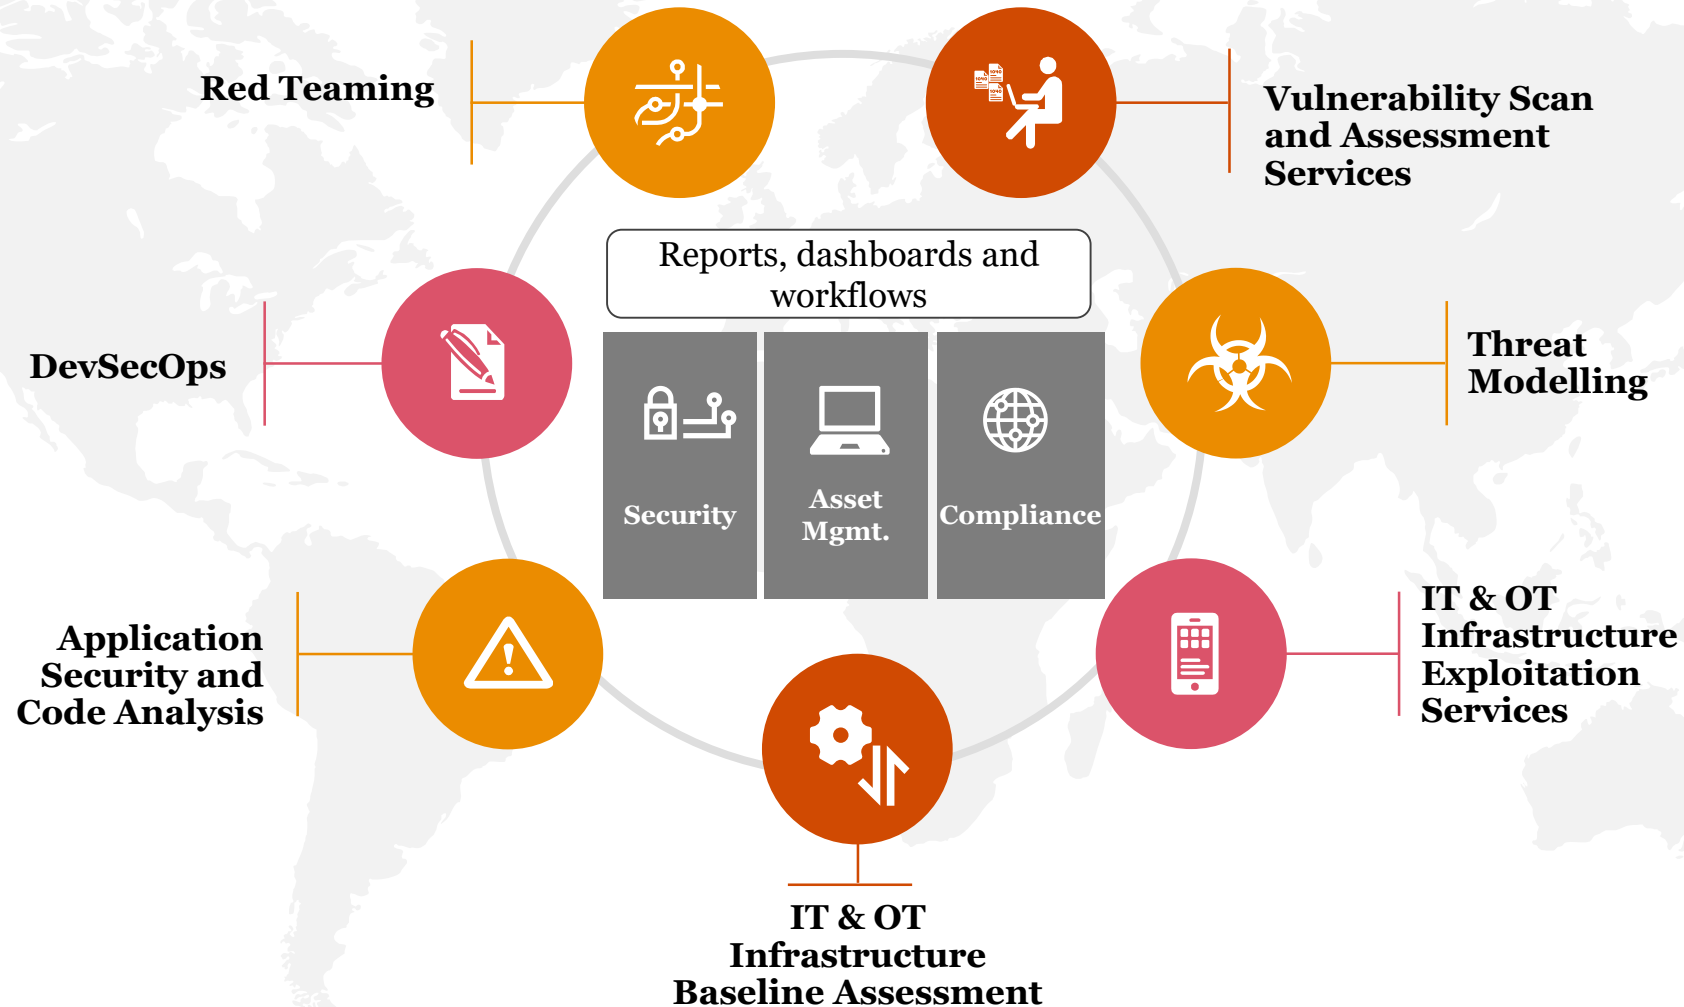 Red Teaming
Vulnerability Scan
and Assessment
Services
Reports, dashboards and
workflows
DevSecOps
Threat
Modelling
Security
Asset
Mgmt.
Compliance
Application
Security and
Code Analysis
IT & OT
Infrastructure
Exploitation
Services
IT & OT
Infrastructure
Baseline Assessment